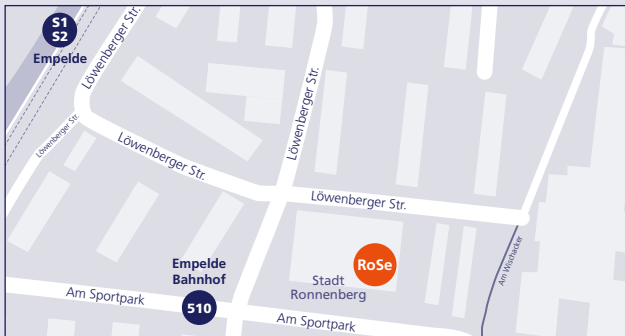 S1
S2
Empelde
Löwenberger Str.
Löwenberger Str.
Löwenberger Str.
Löwenberger Str.
Löwenberger Str.
Am Wischacker
RoSe
Stadt
Ronnenberg
Empelde
Bahnhof
510
Am Sportpark
Am Sportpark